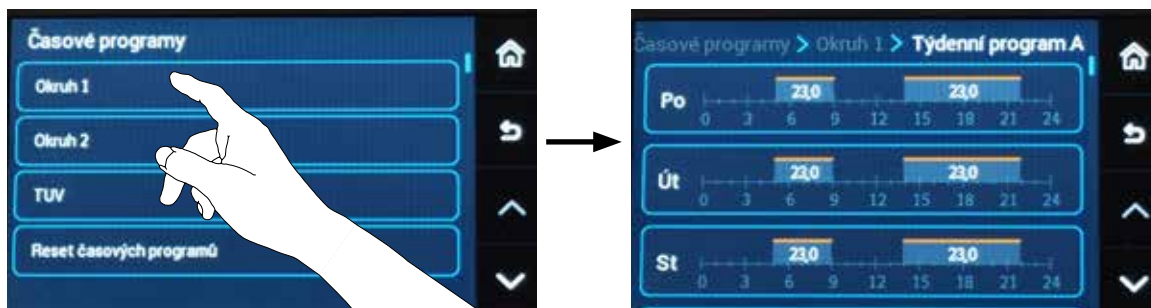 Časové programy
Okruh 1
Okruh 2
TUV
Reset časových programů
Časové programy > Okruh 1 > Týdenní program A
Po
23,0 23,0
0 3 6 9 12 15 18 21 24
Út
23,0 23,0
0 3 6 9 12 15 18 21 24
St
23,0 23,0
0 3 6 9 12 15 18 21 24